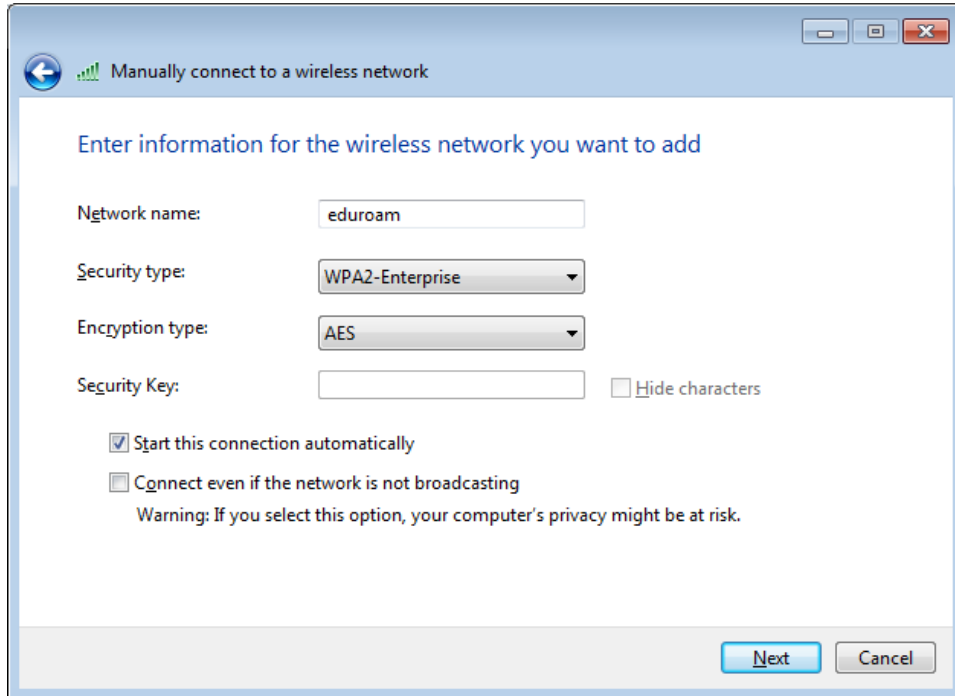 Manually connect to a wireless network
Enter information for the wireless network you want to add
Network name: eduroam
Security type: WPA2-Enterprise
Encryption type: AES
Security Key: Hide characters
Start this connection automatically
Connect even if the network is not broadcasting
Warning: If you select this option, your computer's privacy might be at risk.
Next Cancel